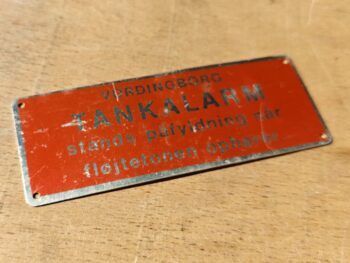 VORDINGBORG
TANKALARM
stands påfyldning når
fløjtetonen ophører